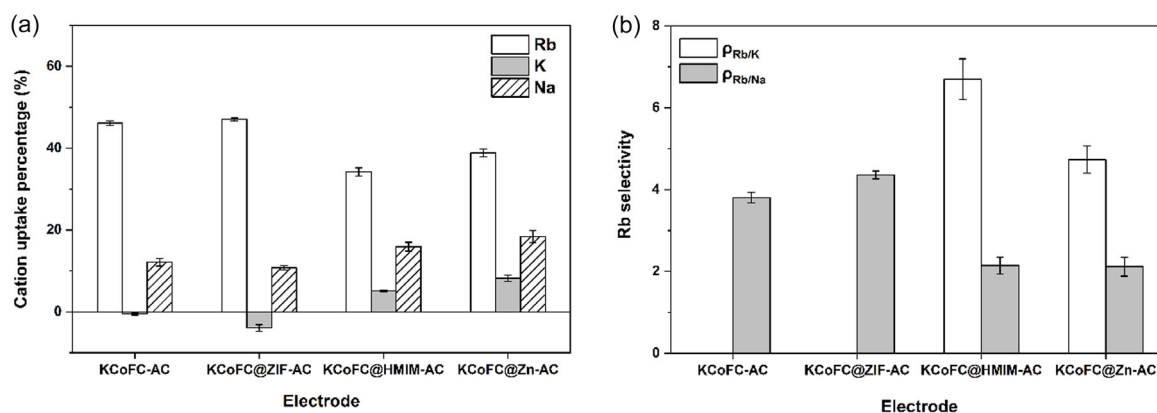 (a)
Cation uptake percentage (%)
60
40
20
0
Rb
K
Na
KCoFC-AC
KCoFC@ZIF-AC
KCoFC@HMIM-AC
KCoFC@Zn-AC
Electrode
(b)
Rb selectivity
8
6
4
2
0
ρRb/K
ρRb/Na
KCoFC-AC
KCoFC@ZIF-AC
KCoFC@HMIM-AC
KCoFC@Zn-AC
Electrode